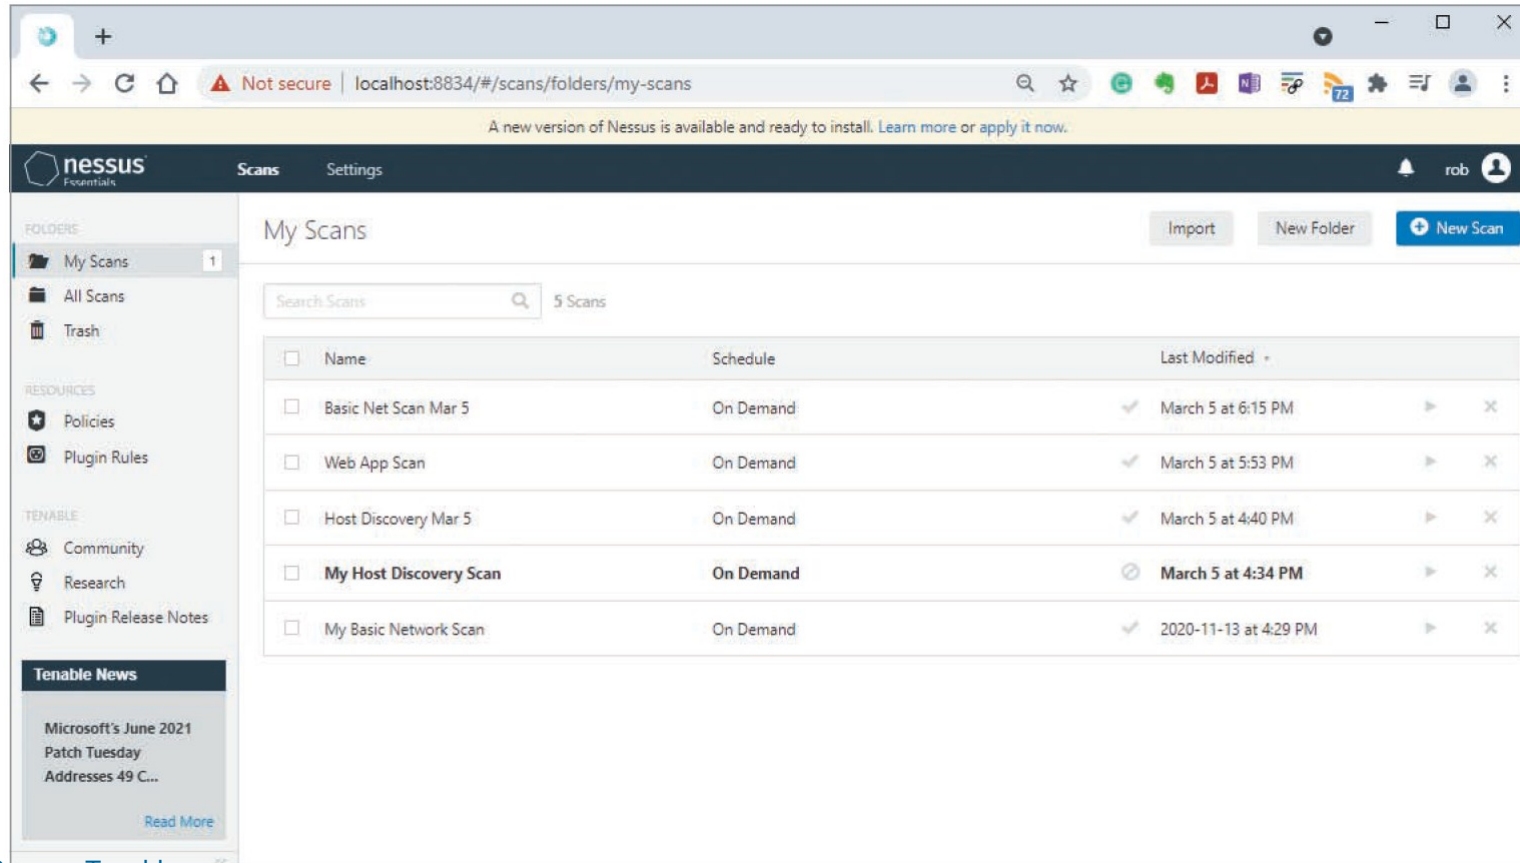 Not secure | localhost:8834/#/scans/folders/my-scans
72
A new version of Nessus is available and ready to install. Learn more or apply it now.
nessus
Essentials
Scans
Settings
rob
FOLDERS
My Scans 1
All Scans
Trash
RESOURCES
Policies
Plugin Rules
TENABLE
Community
Research
Plugin Release Notes
Tenable News
Microsoft's June 2021
Patch Tuesday
Addresses 49 C...
Read More
My Scans
Import
New Folder
New Scan
Search Scans
5 Scans
Name Schedule Last Modified
Basic Net Scan Mar 5 On Demand March 5 at 6:15 PM
Web App Scan On Demand March 5 at 5:53 PM
Host Discovery Mar 5 On Demand March 5 at 4:40 PM
My Host Discovery Scan On Demand March 5 at 4:34 PM
My Basic Network Scan On Demand 2020-11-13 at 4:29 PM